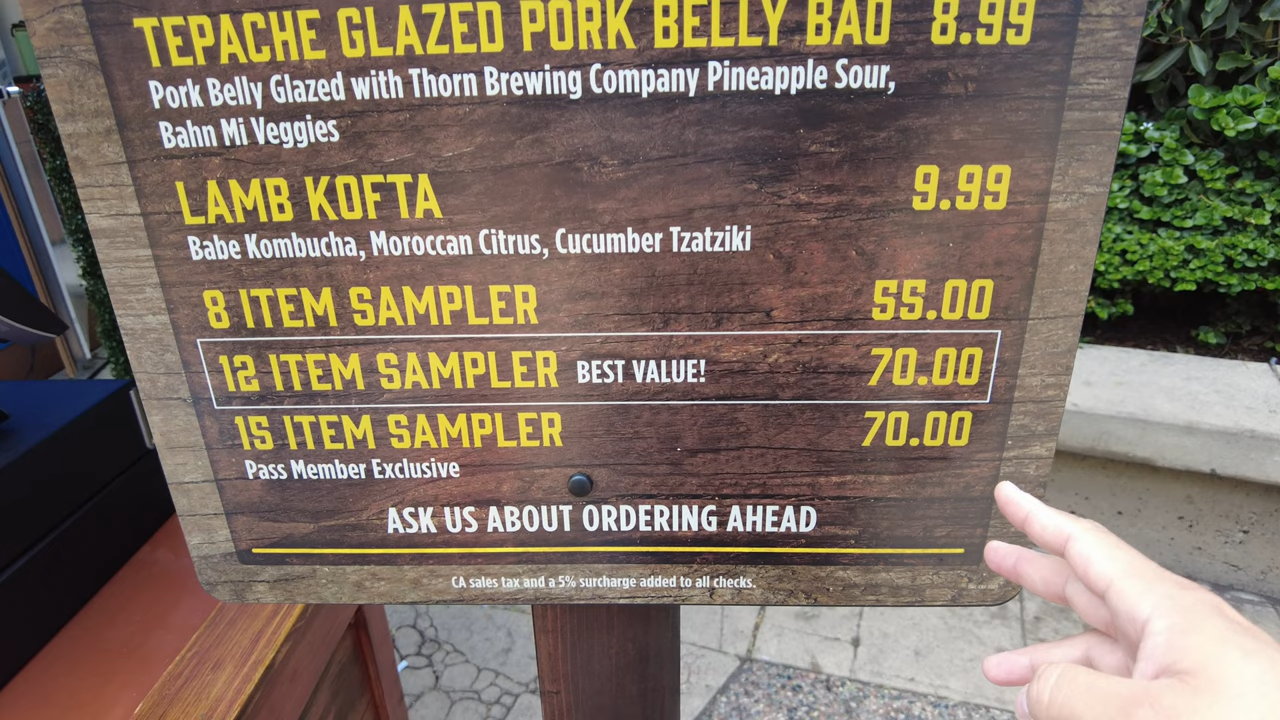 TEPACHE GLAZED PORK BELLY BAO 8.99
Pork Belly Glazed with Thorn Brewing Company Pineapple Sour,
Bahn Mi Veggies
LAMB KOFTA 9.99
Babe Kombucha, Moroccan Citrus, Cucumber Tzatziki
8 ITEM SAMPLER 55.00
12 ITEM SAMPLER BEST VALUE! 70.00
15 ITEM SAMPLER 70.00
Pass Member Exclusive
ASK US ABOUT ORDERING AHEAD
CA sales tax and a 5% surcharge added to all checks.